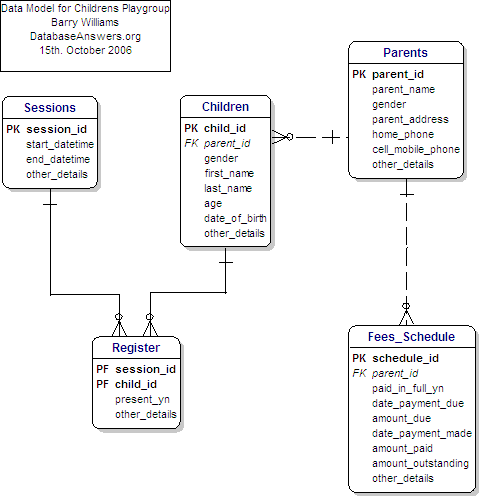 Data Model for Childrens Playgroup
Barry Williams
DatabaseAnswers.org
15th. October 2006
Parents
PK parent_id
parent_name
gender
parent_address
home_phone
cell_mobile_phone
other_details
Sessions
PK session_id
start_datetime
end_datetime
other_details
Children
PK child_id
FK parent_id
gender
first_name
last_name
age
date_of_birth
other_details
Register
PF session_id
PF child_id
present_yn
other_details
Fees_Schedule
PK schedule_id
FK parent_id
paid_in_full_yn
date_payment_due
amount_due
date_payment_made
amount_paid
amount_outstanding
other_details